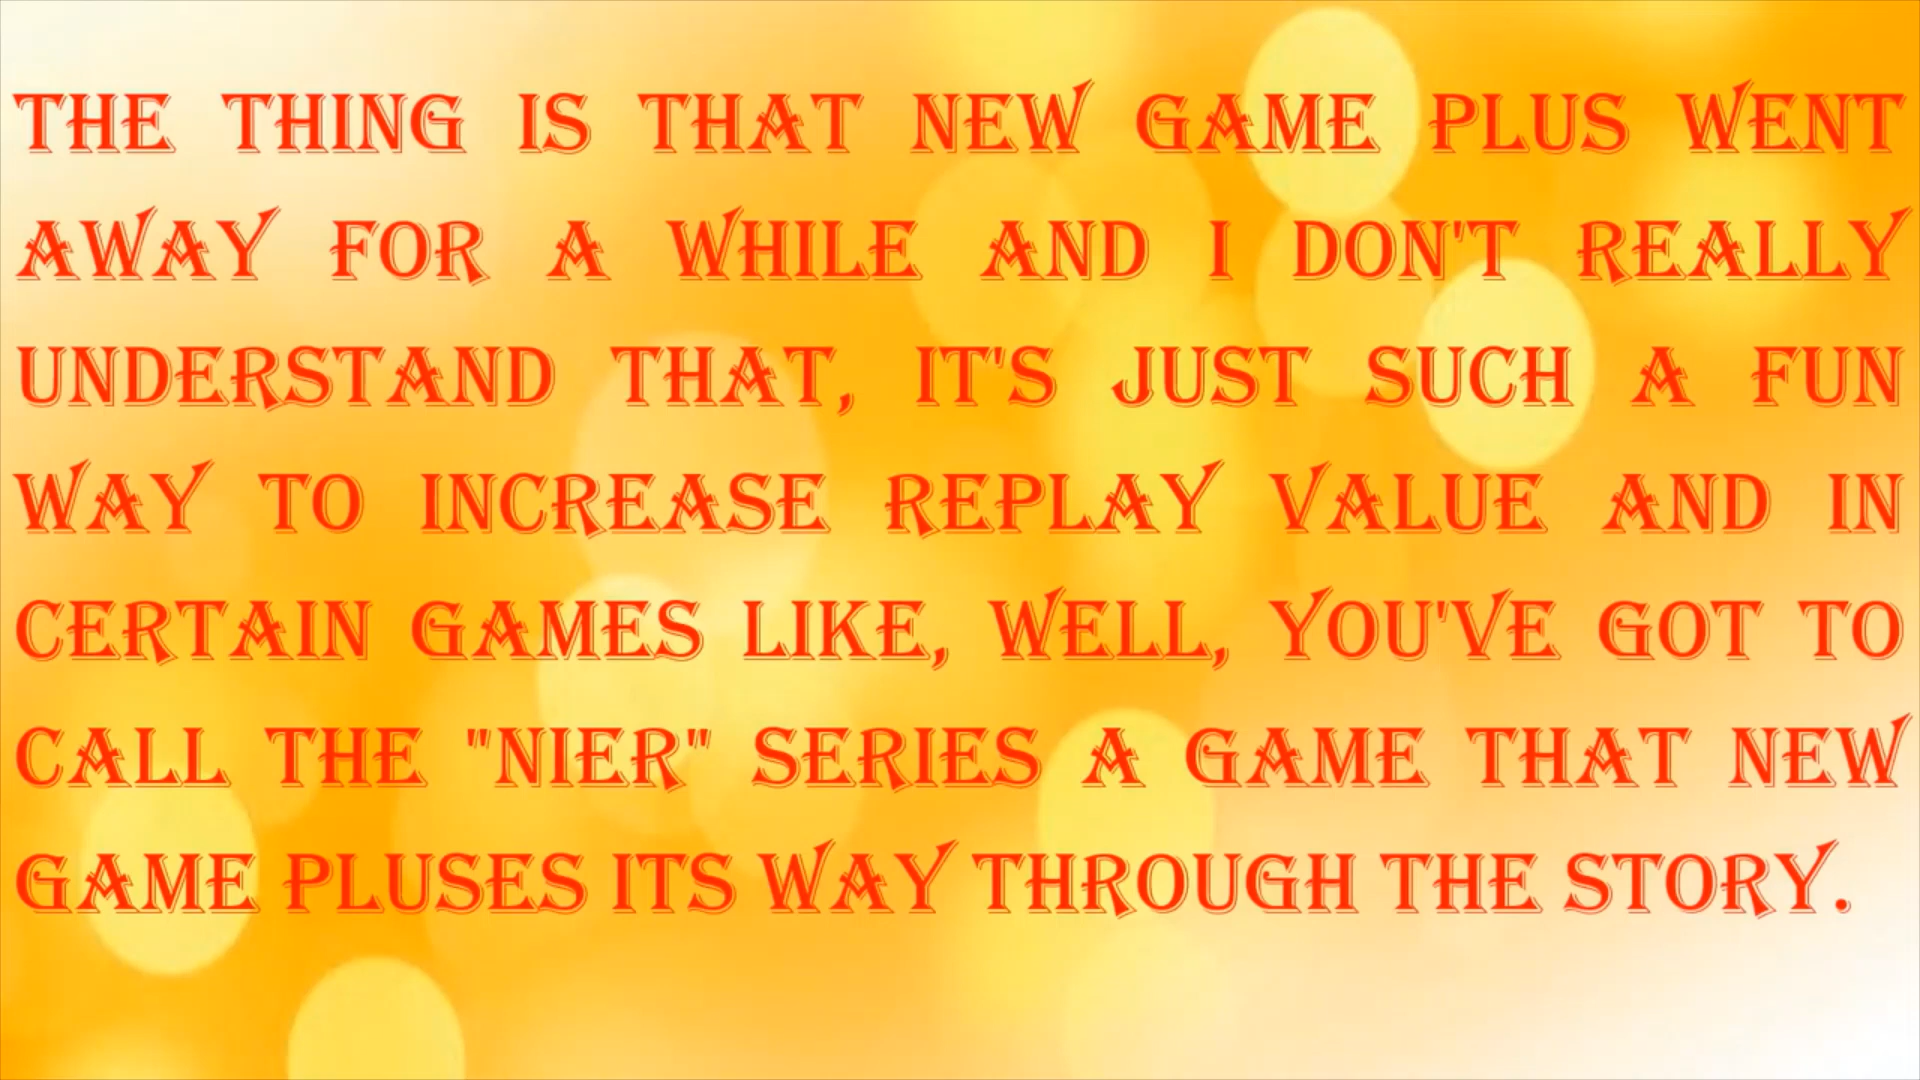 THE THING IS THAT NEW GAME PLUS WENT
AWAY FOR A WHILE AND I DON'T REALLY
UNDERSTAND THAT, IT'S JUST SUCH A FUN
WAY TO INCREASE REPLAY VALUE AND IN
CERTAIN GAMES LIKE, WELL, YOU'VE GOT TO
CALL THE "NIER" SERIES A GAME THAT NEW
GAME PLUSES ITS WAY THROUGH THE STORY.